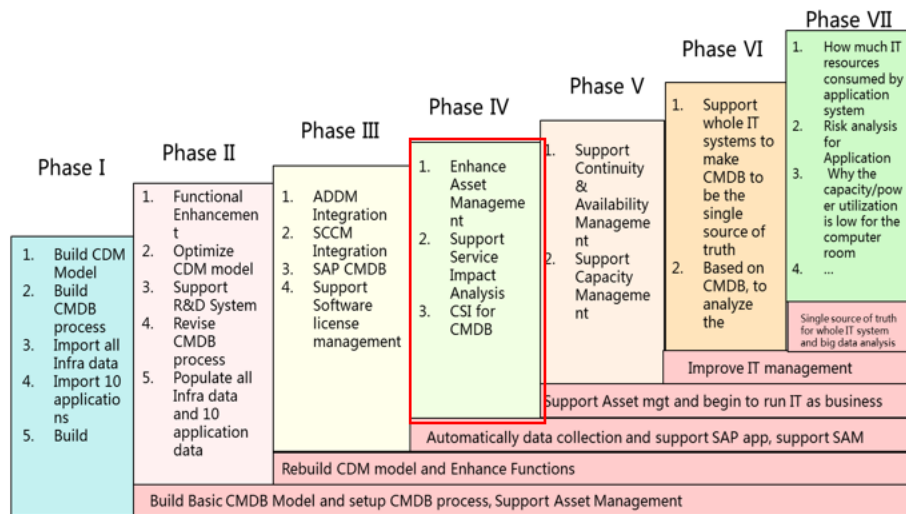 Phase I
1. Build CDM
Model
2. Build
CMDB
process
3. Import all
Infra data
4. Import 10
applicatio
ns
5. Build
Phase II
1. Functional
Enhancemen
t
2. Optimize
CDM model
3. Support
R&D System
4. Revise
CMDB
process
5. Populate all
Infra data
and 10
application
data
Phase III
1. ADDM
Integration
2. SCCM
Integration
3. SAP CMDB
4. Support
Software
license
management
Phase IV
1. Enhance
Asset
Manageme
nt
2. Support
Service
Impact
Analysis
3. CSI for
CMDB
Phase V
1. Support
Continuity
&
Availability
Manageme
nt
2. Support
Capacity
Manageme
nt
Phase VI
1. Support
whole IT
systems to
make CMDB
to be the
single
source of
truth
2. Based on
CMDB, to
analyze
the
Phase VII
1. How much IT
resources
consumed by
application
system
2. Risk analysis
for
Application
3. Why the
capacity/pow
er utilization
is low for the
computer
room
4. ...
Single source of truth
for whole IT system
and big data analysis
Improve IT management
Support Asset mgt and begin to run IT as business
Automatically data collection and support SAP app, support SAM
Rebuild CDM model and Enhance Functions
Build Basic CMDB Model and setup CMDB process, Support Asset Management